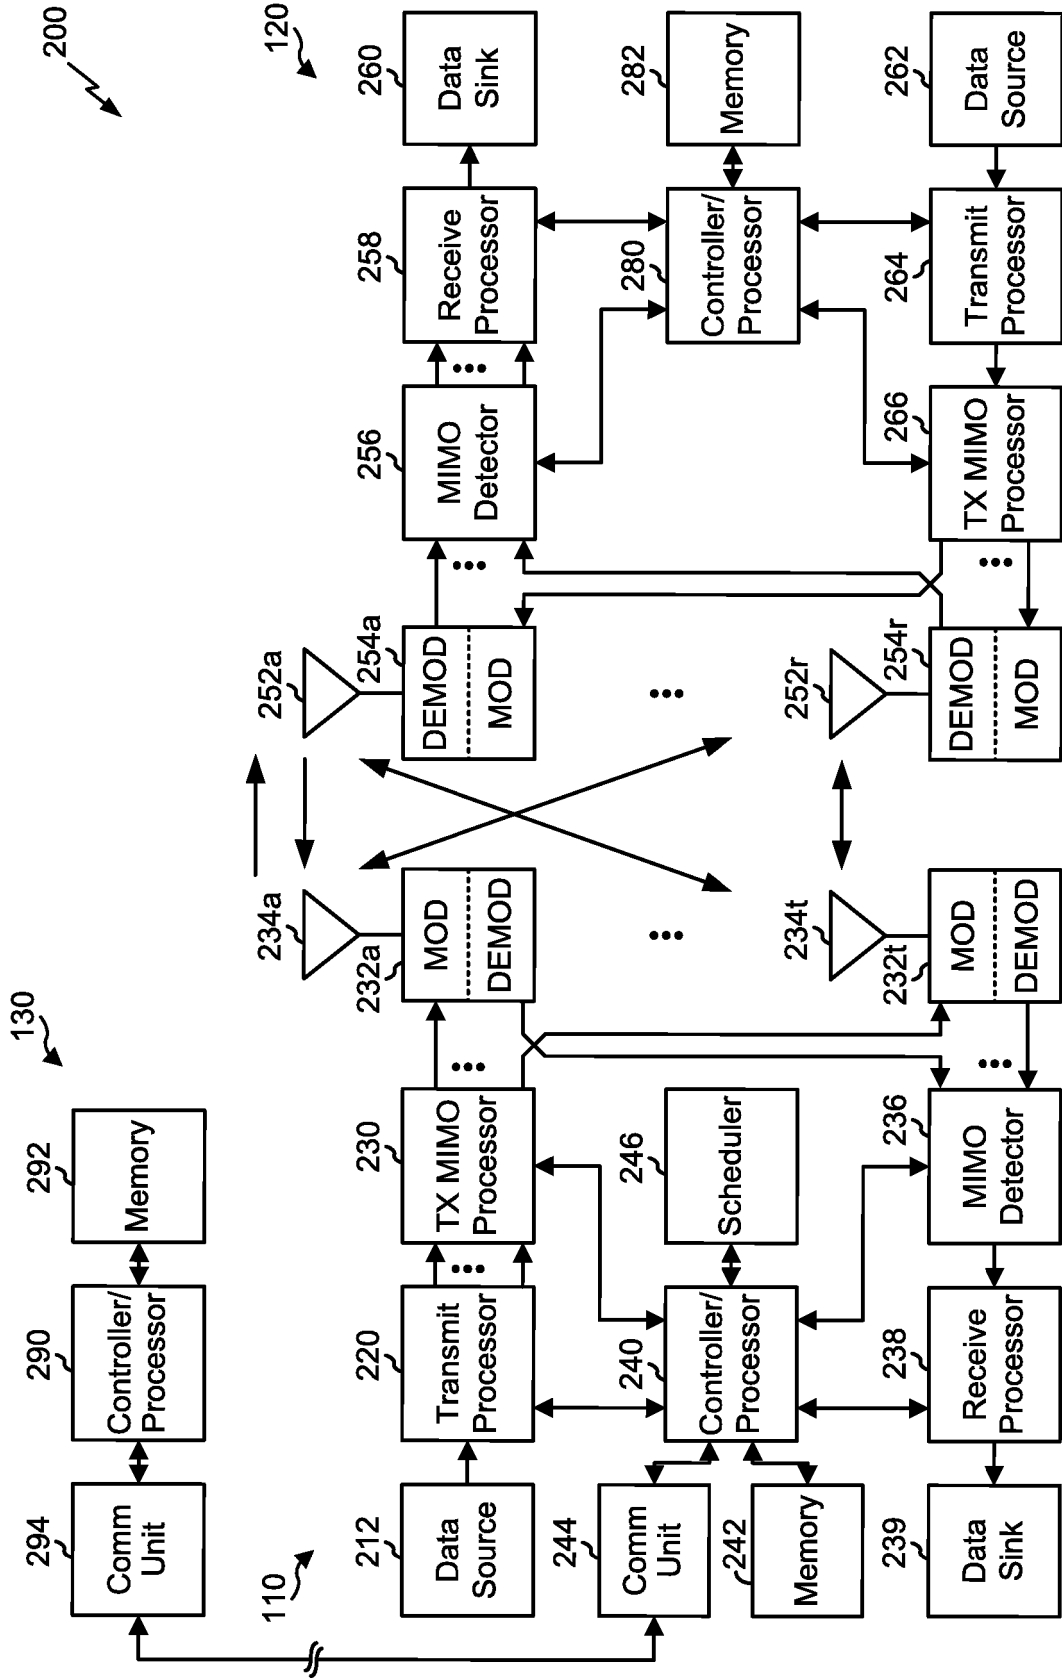 200
130
294
Comm
Unit
290
Controller/
Processor
292
Memory
110
120
212
Data
Source
220
Transmit
Processor
230
TX MIMO
Processor
232a
MOD
DEMOD
234a
252a
254a
DEMOD
MOD
256
MIMO
Detector
258
Receive
Processor
260
Data
Sink
244
Comm
Unit
242
Memory
240
Controller/
Processor
246
Scheduler
280
Controller/
Processor
282
Memory
239
Data
Sink
238
Receive
Processor
236
MIMO
Detector
232t
MOD
DEMOD
234t
252r
254r
DEMOD
MOD
266
TX MIMO
Processor
264
Transmit
Processor
262
Data
Source